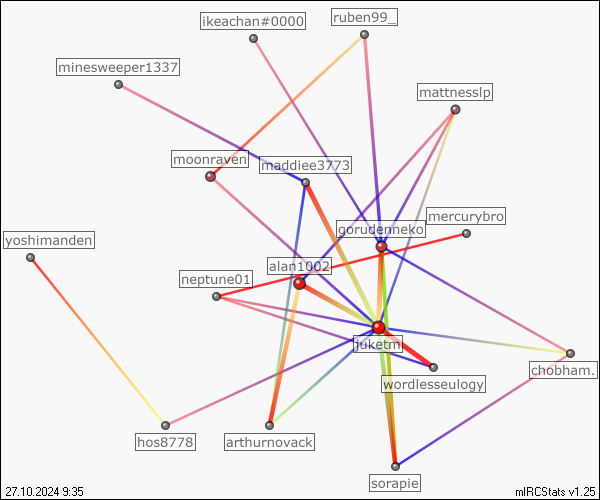 ruben99_
ikeachan#0000
minesweeper1337
mattnesslp
moonraven
maddiee3773
mercurybro
gorudenneko
yoshimanden
alan1002
neptune01
juketm
chobham.
wordlesseulogy
hos8778
arthurnovack
sorapie
27.10.2024 9:35
mIRCStats v1.25